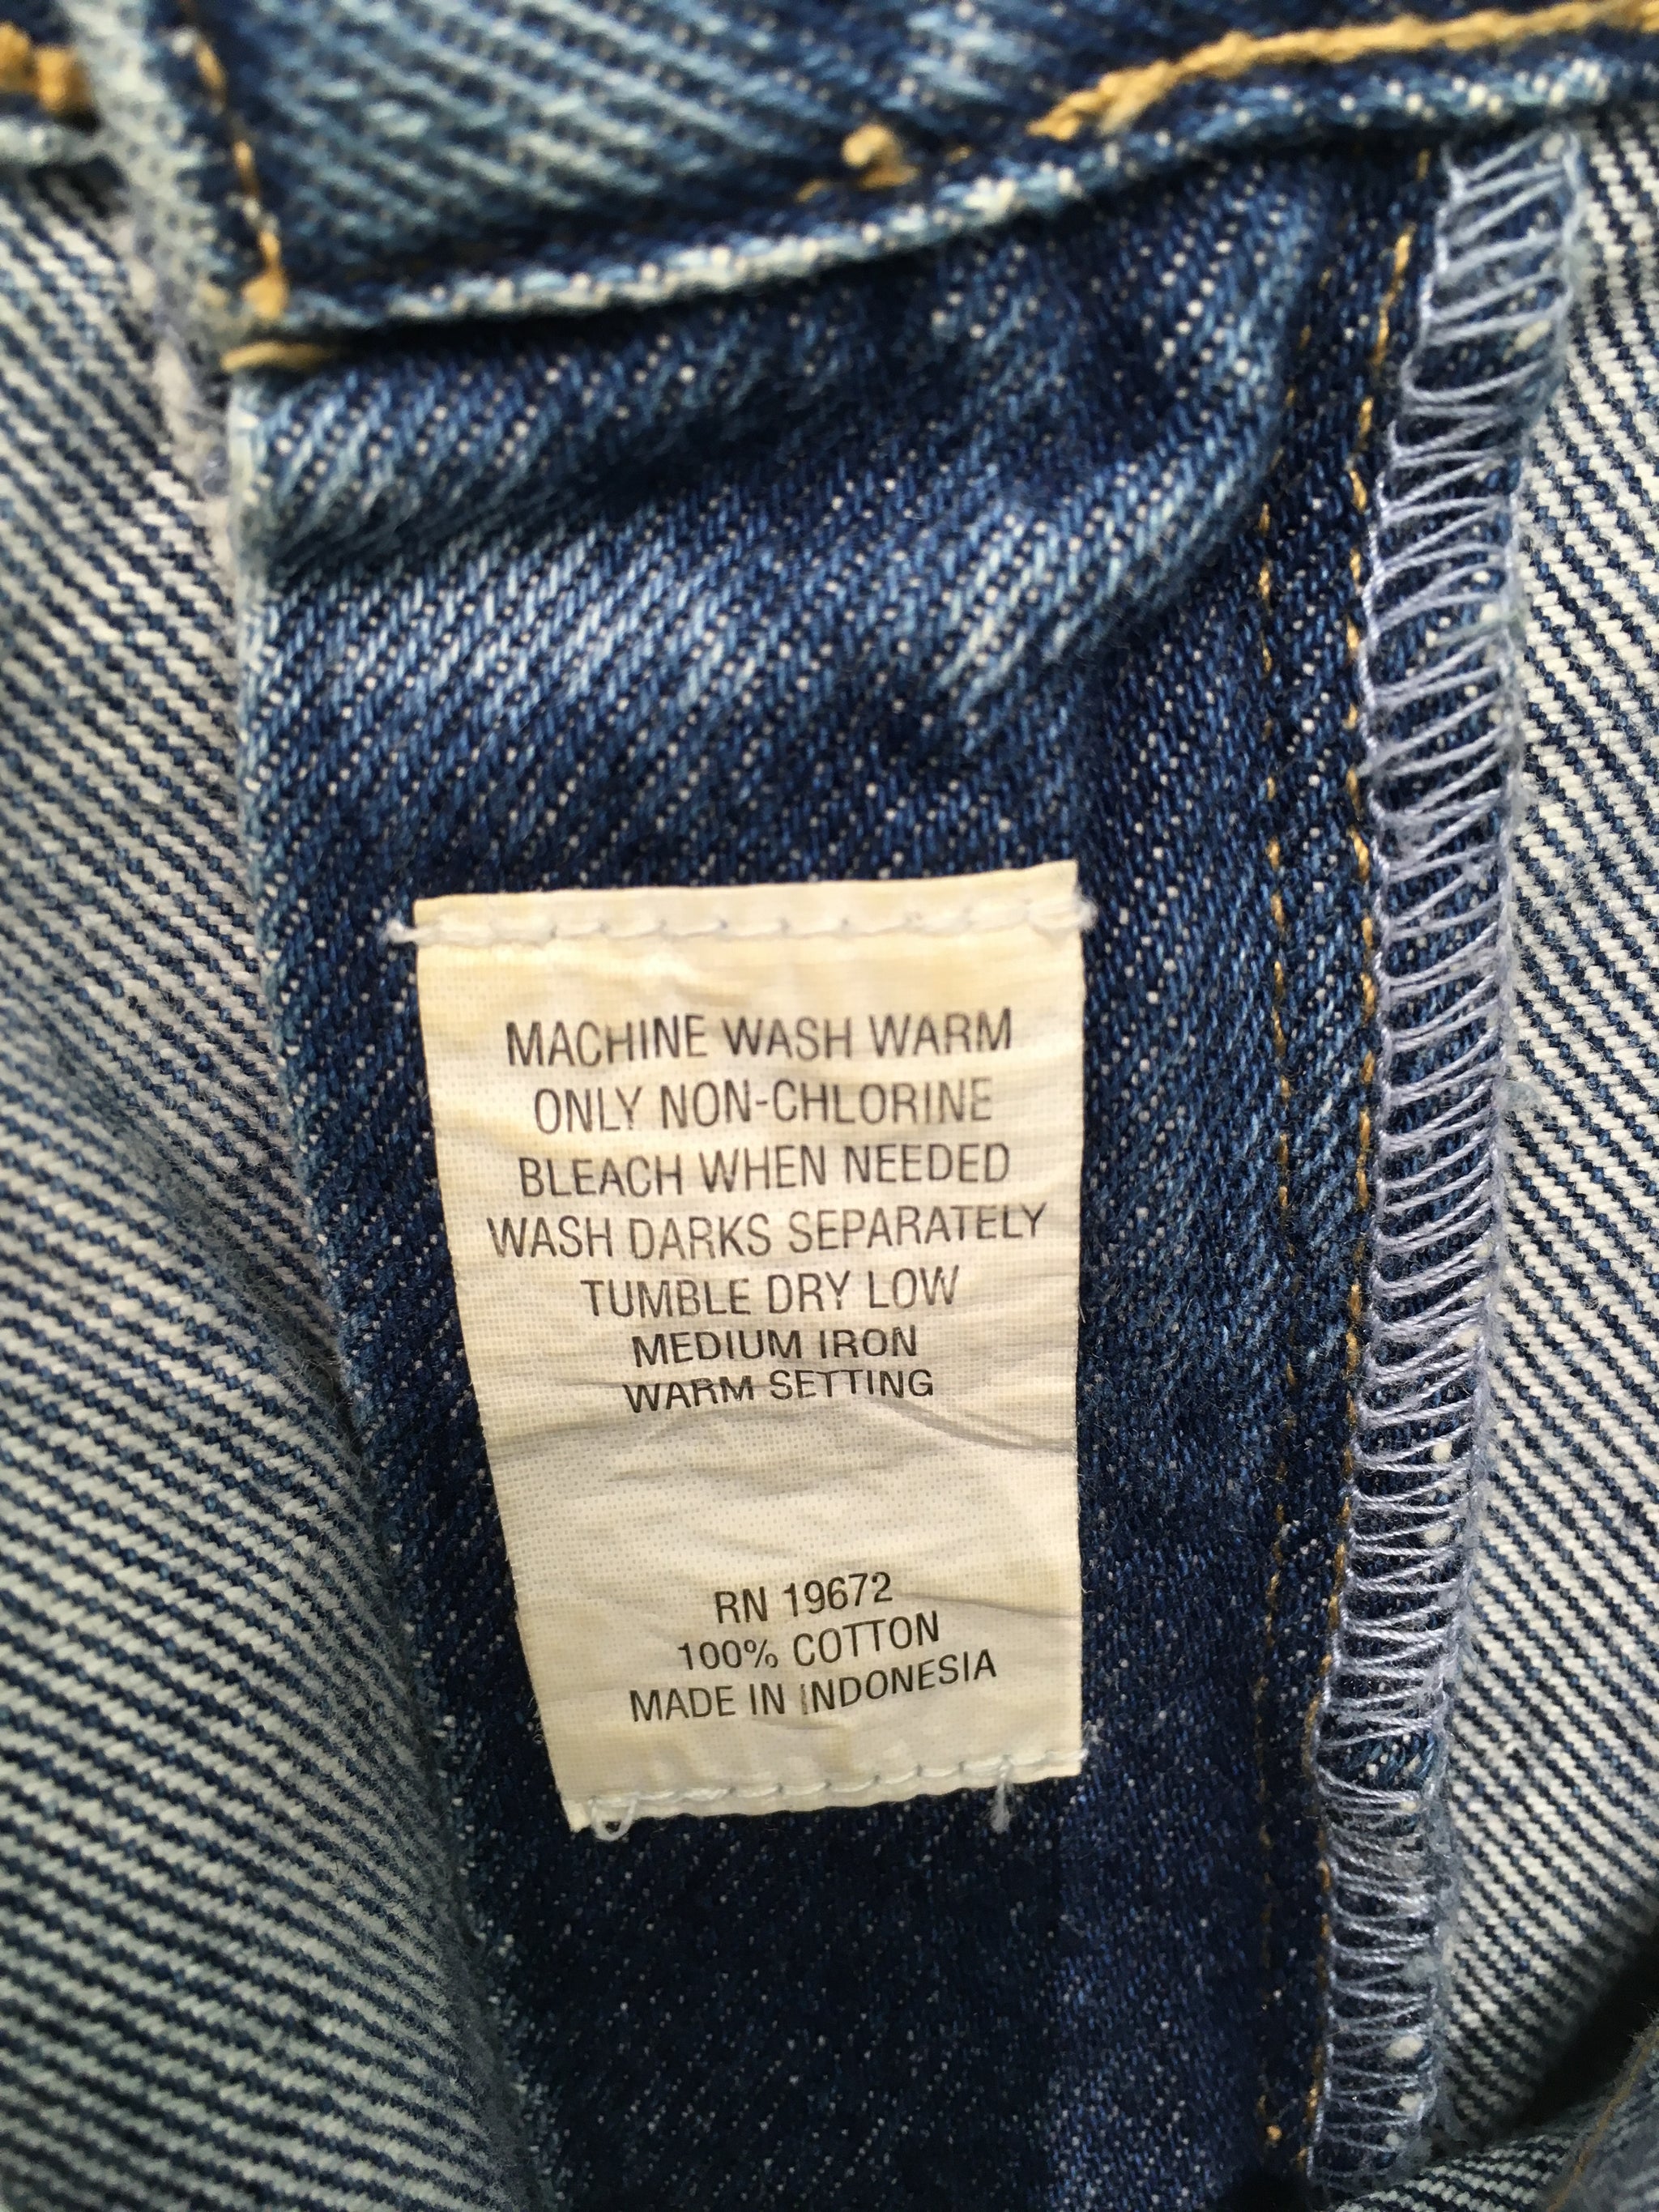 MACHINE WASH WARM
ONLY NON-CHLORINE
BLEACH WHEN NEEDED
WASH DARKS SEPARATELY
TUMBLE DRY LOW
MEDIUM IRON
WARM SETTING
RN 19672
100% COTTON
MADE IN INDONESIA